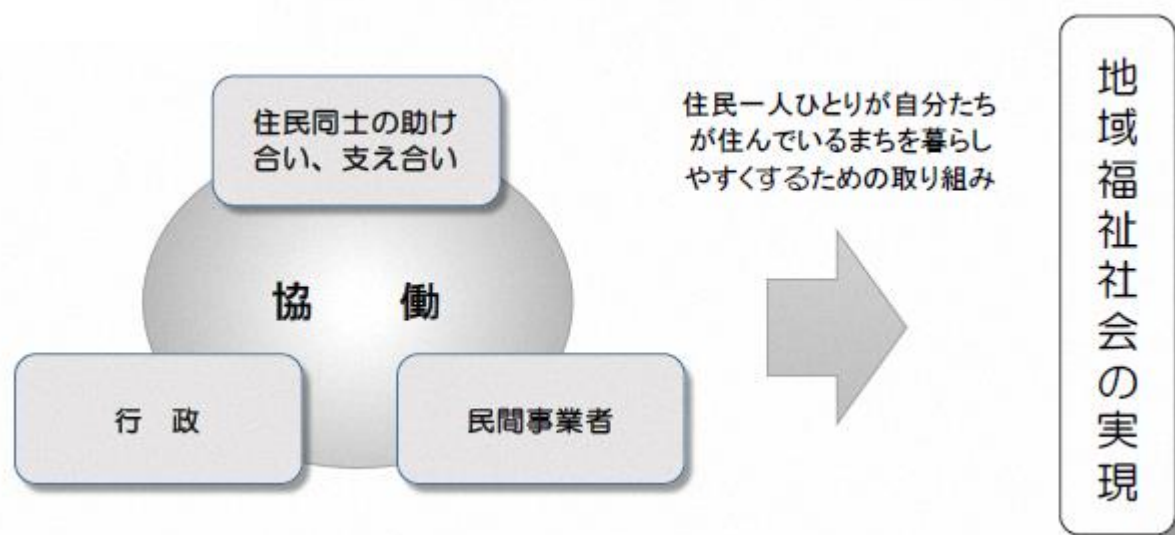 住民同士の助け
合い、支え合い
協　働
行　政
民間事業者
住民一人ひとりが自分たち
が住んでいるまちを暮らし
やすくするための取り組み
地域福祉社会の実現